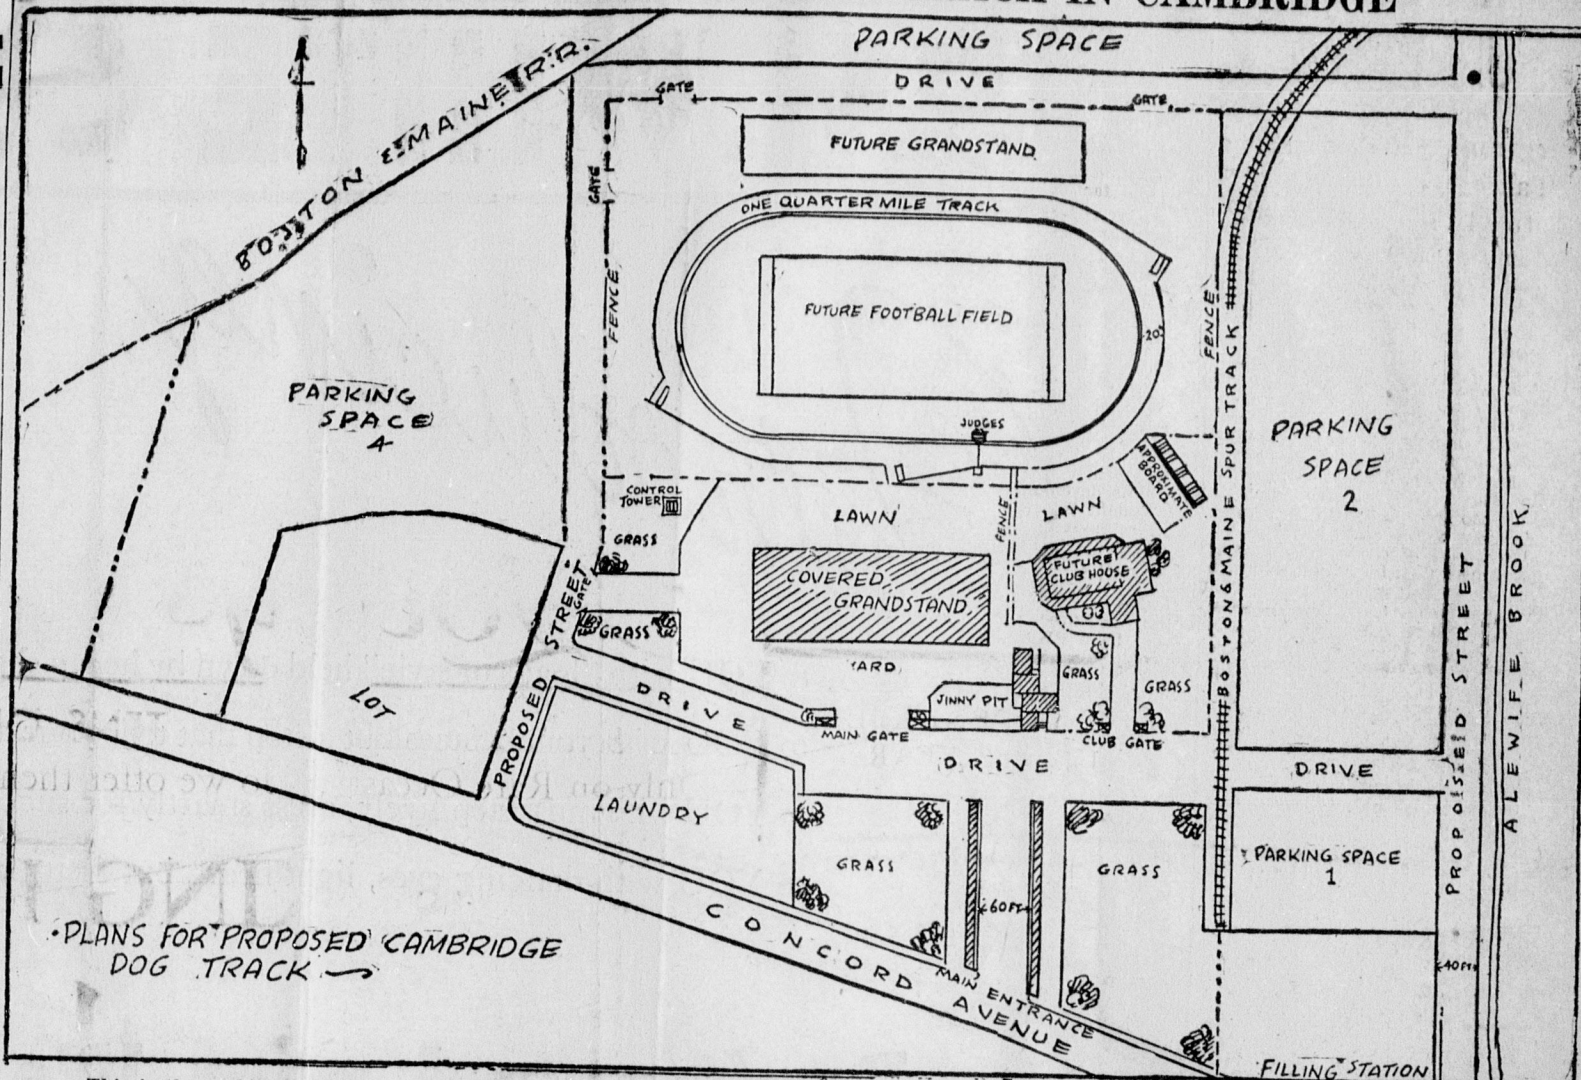 IN CAMBRIDGE
PARKING SPACE
DRIVE
GATE
GATE
BOSTON & MAINE R.R.
FUTURE GRANDSTAND
GATE
ONE QUARTER MILE TRACK
FENCE
FUTURE FOOTBALL FIELD
20'
FENCE
PARKING
SPACE
4
JUDGES
PARKING
SPACE
2
APPROXIMATE
BOARD
CONTROL
TOWER
LAWN
FENCE
LAWN
GRASS
COVERED
GRANDSTAND
FUTURE
CLUB HOUSE
GATE
GRASS
YARD
GRASS
GRASS
JINNY PIT
LOT
DRIVE
MAIN GATE
CLUB GATE
PROPOSED STREET
DRIVE
DRIVE
BOSTON & MAINE SPUR TRACK
PROPOISSED STREET
ALEWIFE BROOK
LAUNDRY
GRASS
GRASS
PARKING SPACE
1
60 FT
40 FT
CONCORD AVENUE
MAIN ENTRANCE
PLANS FOR PROPOSED CAMBRIDGE
DOG TRACK
FILLING STATION